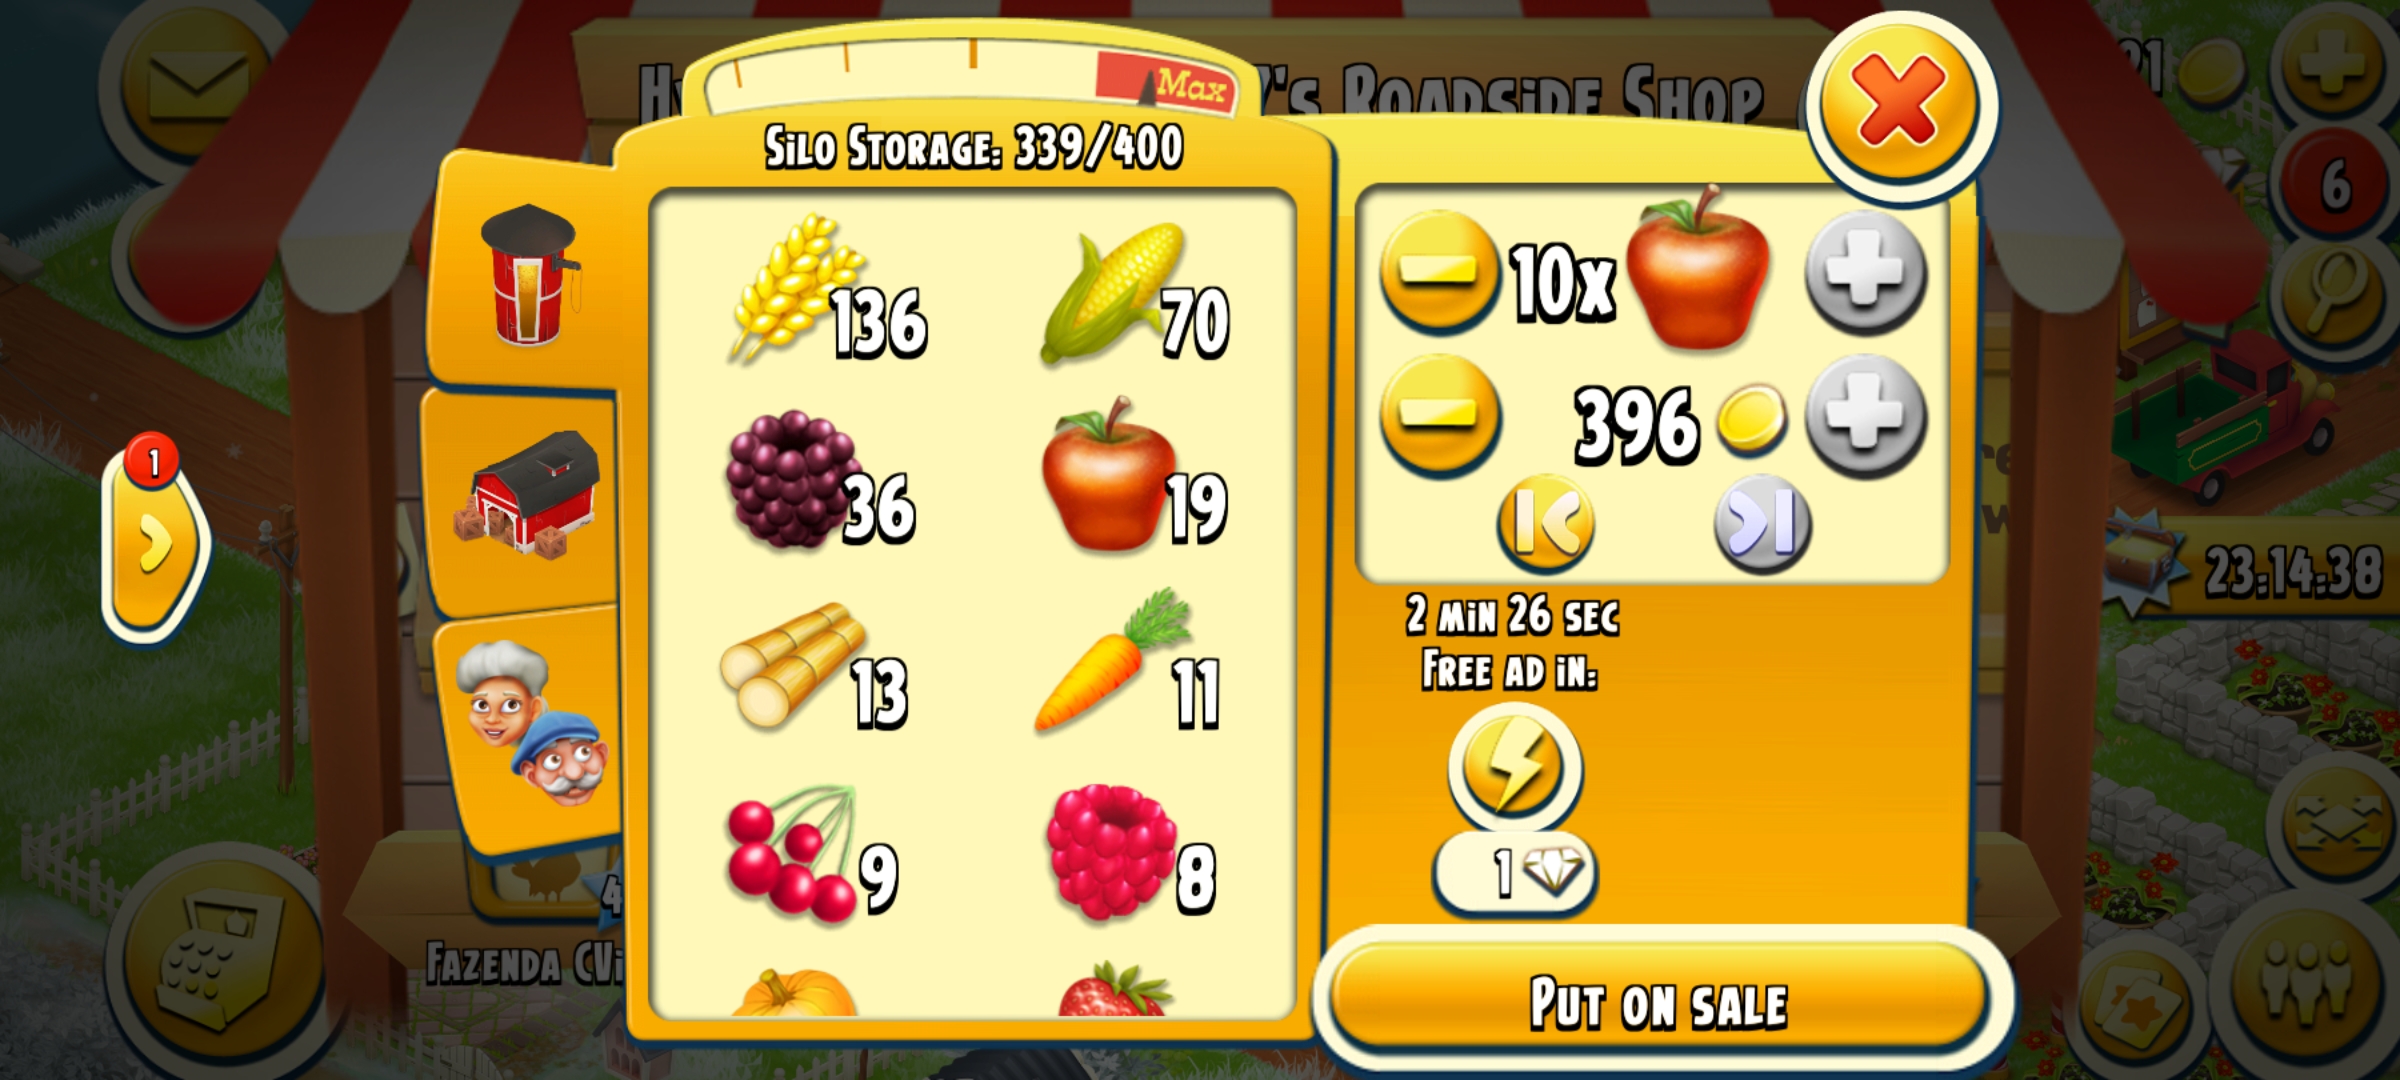 'S ROADSIDE SHOP
Max
SILO STORAGE: 339/400
6
136
70
10x
396
36
19
1
13
11
2 MIN 26 SEC
FREE AD IN:
23:14:38
9
8
1
FAZENDA
PUT ON SALE